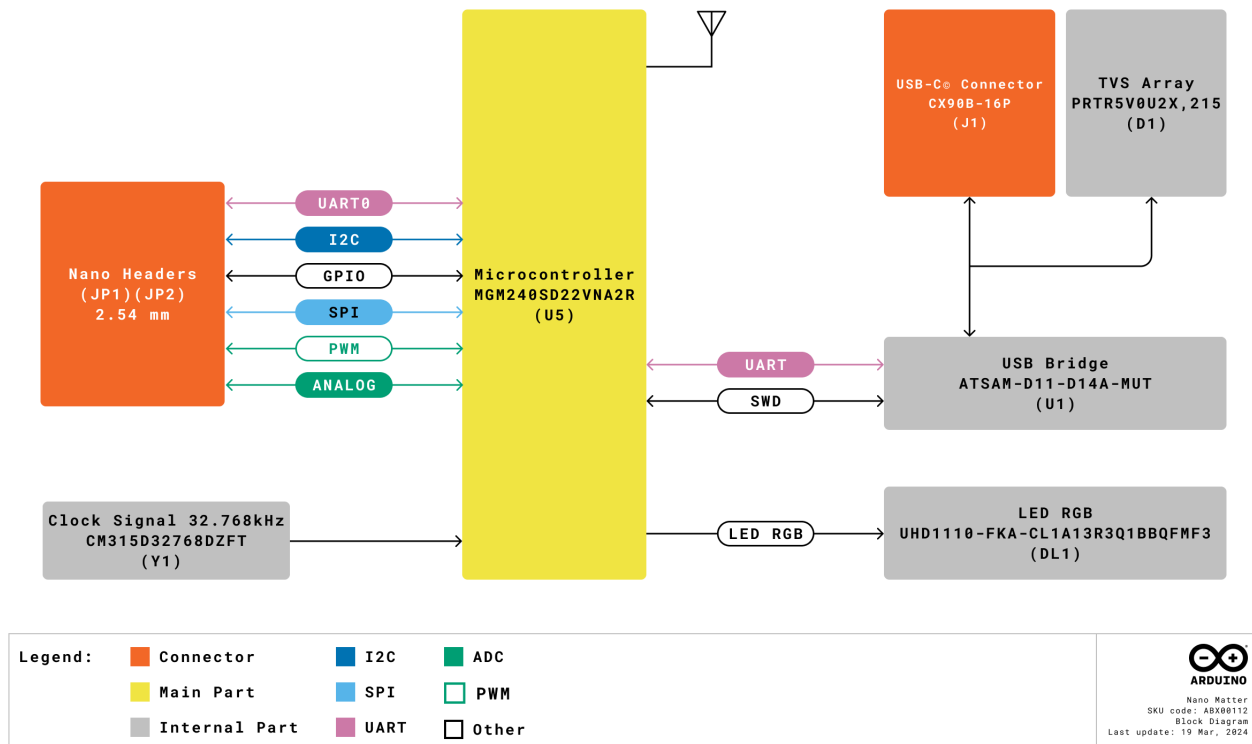 USB-C® Connector
CX90B-16P
(J1)
TVS Array
PRTR5V0U2X,215
(D1)
Nano Headers
(JP1)(JP2)
2.54 mm
UART0
I2C
GPIO
SPI
PWM
ANALOG
Microcontroller
MGM240SD22VNA2R
(U5)
UART
SWD
USB Bridge
ATSAM-D11-D14A-MUT
(U1)
Clock Signal 32.768kHz
CM315D32768DZFT
(Y1)
LED RGB
LED RGB
UHD1110-FKA-CL1A13R3Q1BBQFMF3
(DL1)
Legend:
Connector
Main Part
Internal Part
I2C
SPI
UART
ADC
PWM
Other
ARDUINO
Nano Matter
SKU code: ABX00112
Block Diagram
Last update: 19 Mar, 2024